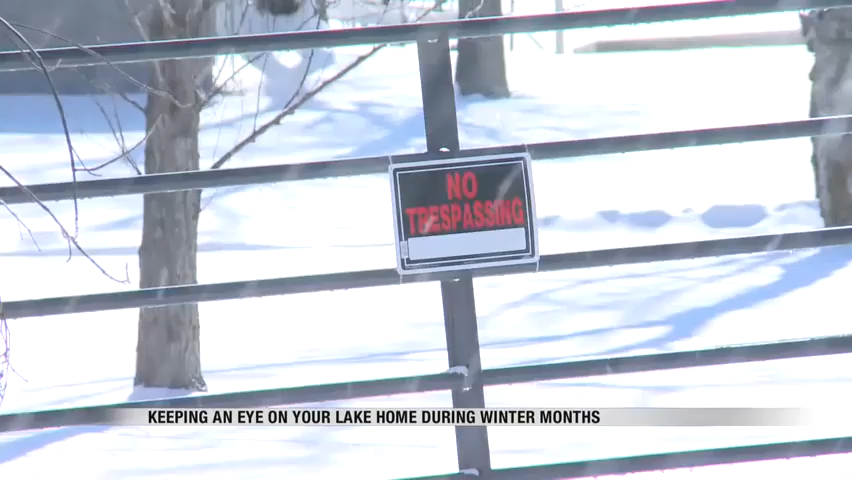 NO
TRESPASSING
KEEPING AN EYE ON YOUR LAKE HOME DURING WINTER MONTHS